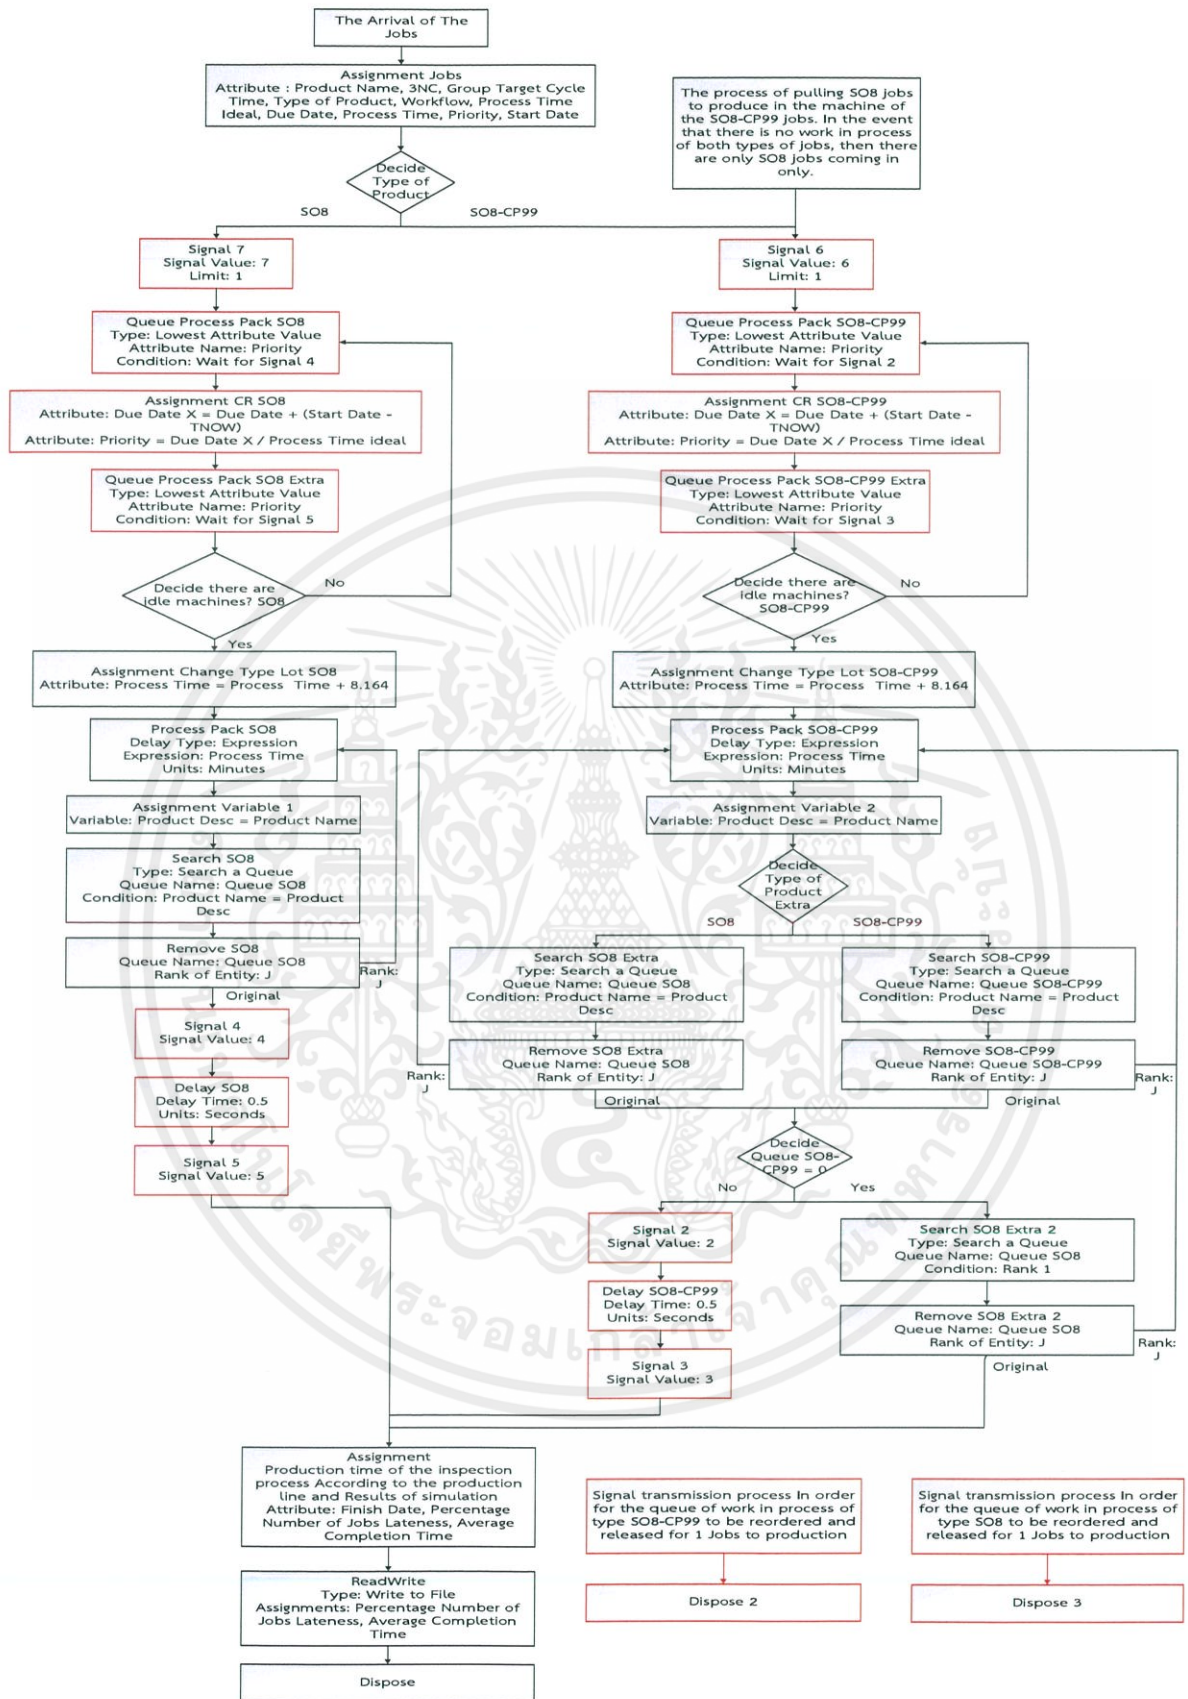 The Arrival of The
Jobs
Assignment Jobs
Attribute : Product Name, 3NC, Group Target Cycle
Time, Type of Product, Workflow, Process Time
Ideal, Due Date, Process Time, Priority, Start Date
The process of pulling SO8 jobs
to produce in the machine of
the SO8-CP99 jobs. In the event
that there is no work in process
of both types of jobs, then there
are only SO8 jobs coming in
only.
Decide
Type of
Product
SO8
SO8-CP99
Signal 7
Signal Value: 7
Limit: 1
Signal 6
Signal Value: 6
Limit: 1
Queue Process Pack SO8
Type: Lowest Attribute Value
Attribute Name: Priority
Condition: Wait for Signal 4
Queue Process Pack SO8-CP99
Type: Lowest Attribute Value
Attribute Name: Priority
Condition: Wait for Signal 2
Assignment CR SO8
Attribute: Due Date X = Due Date + (Start Date -
TNOW)
Attribute: Priority = Due Date X / Process Time ideal
Assignment CR SO8-CP99
Attribute: Due Date X = Due Date + (Start Date -
TNOW)
Attribute: Priority = Due Date X / Process Time ideal
Queue Process Pack SO8 Extra
Type: Lowest Attribute Value
Attribute Name: Priority
Condition: Wait for Signal 5
Queue Process Pack SO8-CP99 Extra
Type: Lowest Attribute Value
Attribute Name: Priority
Condition: Wait for Signal 3
Decide there are
idle machines? SO8
No
Yes
Decide there are
idle machines?
SO8-CP99
No
Yes
Assignment Change Type Lot SO8
Attribute: Process Time = Process  Time + 8.164
Assignment Change Type Lot SO8-CP99
Attribute: Process Time = Process  Time + 8.164
Process Pack SO8
Delay Type: Expression
Expression: Process Time
Units: Minutes
Process Pack SO8-CP99
Delay Type: Expression
Expression: Process Time
Units: Minutes
Assignment Variable 1
Variable: Product Desc = Product Name
Assignment Variable 2
Variable: Product Desc = Product Name
Search SO8
Type: Search a Queue
Queue Name: Queue SO8
Condition: Product Name = Product
Desc
Decide
Type of
Product
Extra
SO8
SO8-CP99
Remove SO8
Queue Name: Queue SO8
Rank of Entity: J
Rank:
J
Original
Search SO8 Extra
Type: Search a Queue
Queue Name: Queue SO8
Condition: Product Name = Product
Desc
Search SO8-CP99
Type: Search a Queue
Queue Name: Queue SO8-CP99
Condition: Product Name = Product
Desc
Signal 4
Signal Value: 4
Remove SO8 Extra
Queue Name: Queue SO8
Rank of Entity: J
Rank:
J
Original
Remove SO8-CP99
Queue Name: Queue SO8-CP99
Rank of Entity: J
Rank:
J
Original
Delay SO8
Delay Time: 0.5
Units: Seconds
Decide
Queue SO8-
CP99 = 0
No
Yes
Signal 5
Signal Value: 5
Signal 2
Signal Value: 2
Search SO8 Extra 2
Type: Search a Queue
Queue Name: Queue SO8
Condition: Rank 1
Delay SO8-CP99
Delay Time: 0.5
Units: Seconds
Remove SO8 Extra 2
Queue Name: Queue SO8
Rank of Entity: J
Rank:
J
Original
Signal 3
Signal Value: 3
Assignment
Production time of the inspection
process According to the production
line and Results of simulation
Attribute: Finish Date, Percentage
Number of Jobs Lateness, Average
Completion Time
Signal transmission process In order
for the queue of work in process of
type SO8-CP99 to be reordered and
released for 1 Jobs to production
Signal transmission process In order
for the queue of work in process of
type SO8 to be reordered and
released for 1 Jobs to production
ReadWrite
Type: Write to File
Assignments: Percentage Number of
Jobs Lateness, Average Completion
Time
Dispose 2
Dispose 3
Dispose